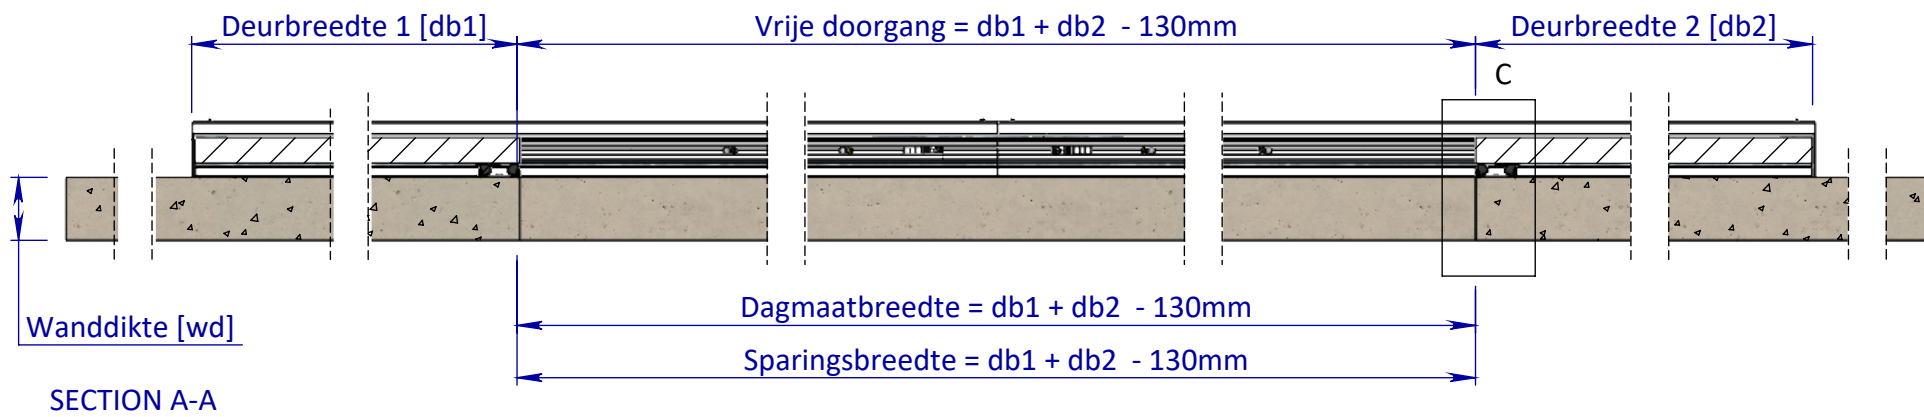 Deurbreedte 1 [db1]
Vrije doorgang = db1 + db2  - 130mm
Deurbreedte 2 [db2]
C
Dagmaatbreedte = db1 + db2  - 130mm
Wanddikte [wd]
Sparingsbreedte = db1 + db2  - 130mm
SECTION A-A